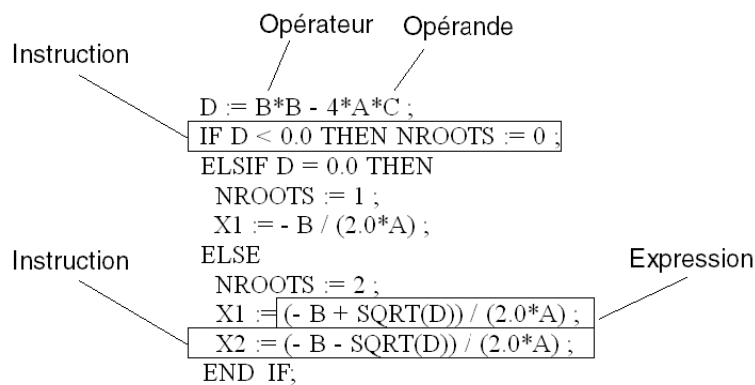 Opérateur Opérande
Instruction
D := B*B - 4*A*C ;
IF D < 0.0 THEN NROOTS := 0 ;
ELSIF D = 0.0 THEN
NROOTS := 1 ;
X1 := - B / (2.0*A) ;
ELSE
Instruction
Expression
NROOTS := 2 ;
X1 := (- B + SQRT(D)) / (2.0*A) ;
X2 := (- B - SQRT(D)) / (2.0*A) ;
END IF;